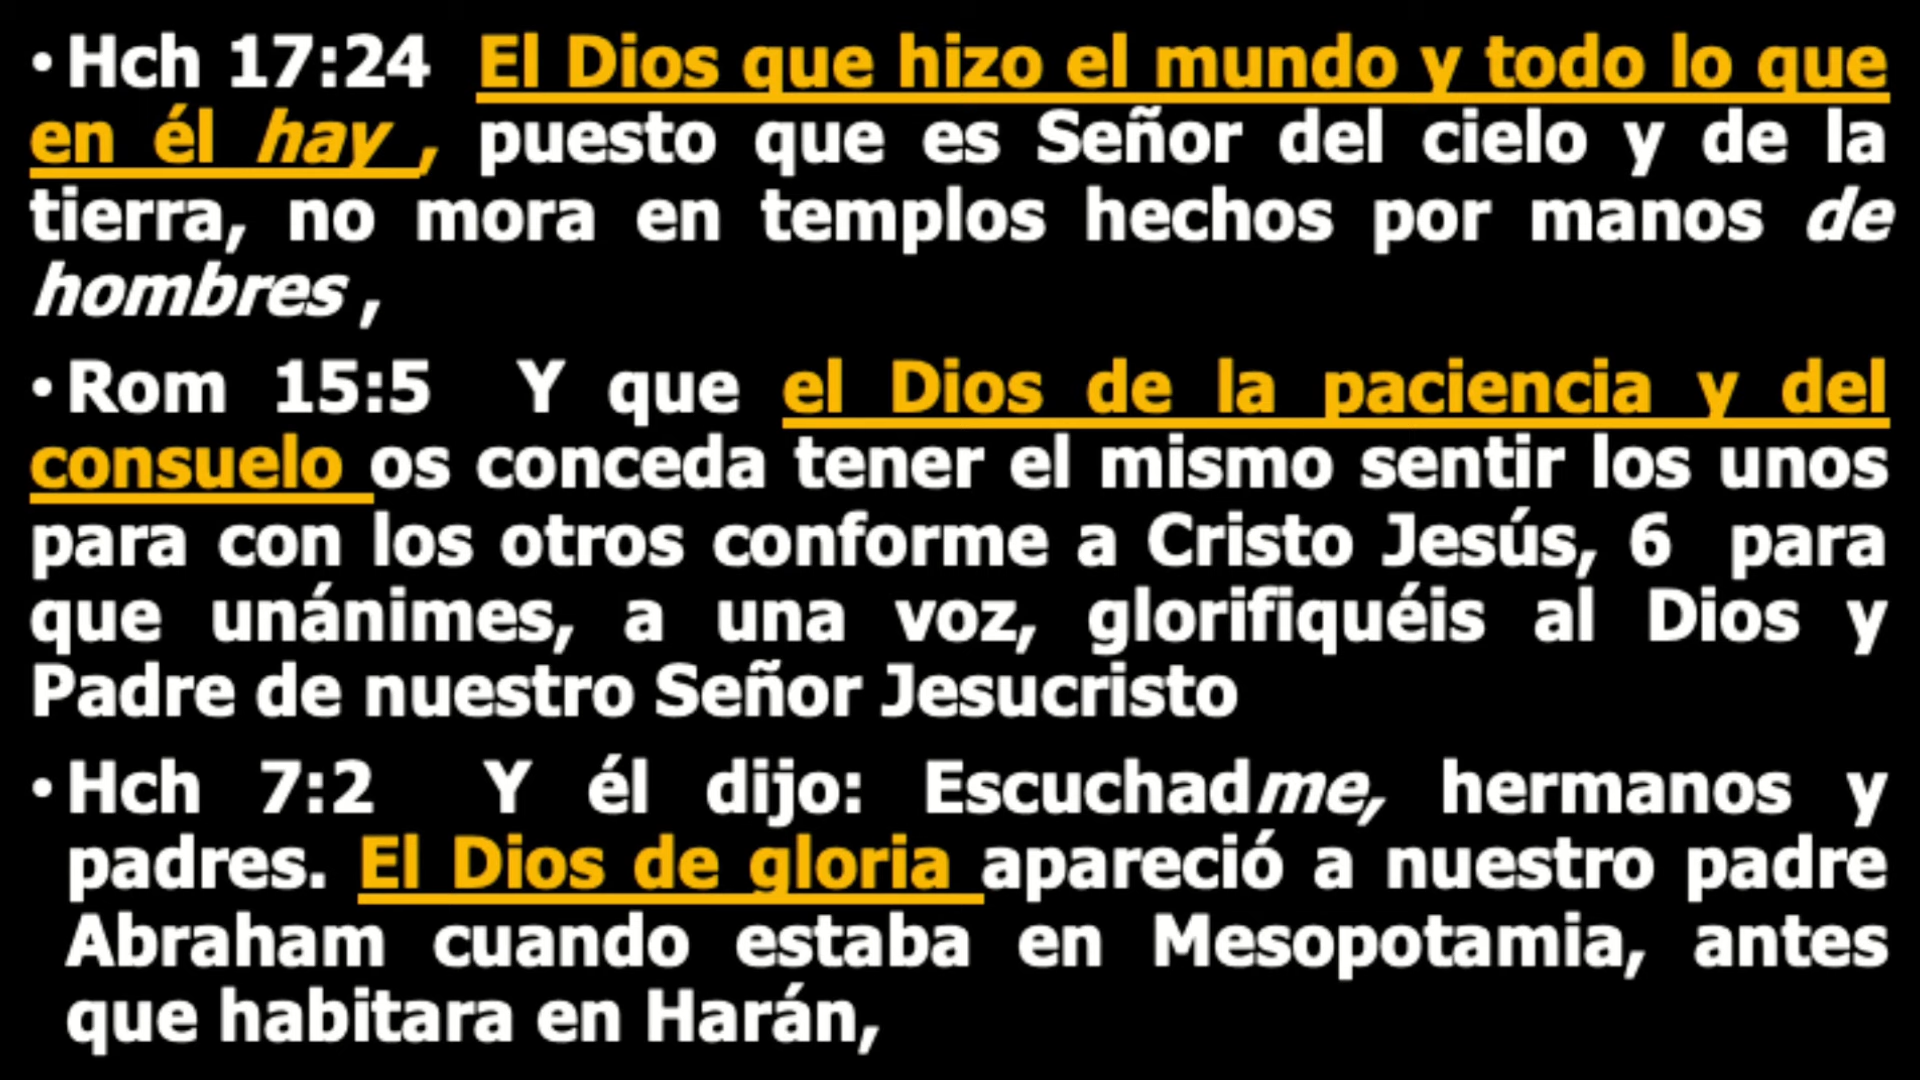 • Hch 17:24 El Dios que hizo el mundo y todo lo que
en él hay , puesto que es Señor del cielo y de la
tierra, no mora en templos hechos por manos de
hombres ,
• Rom 15:5 Y que el Dios de la paciencia y del
consuelo os conceda tener el mismo sentir los unos
para con los otros conforme a Cristo Jesús, 6 para
que unánimes, a una voz, glorifiquéis al Dios y
Padre de nuestro Señor Jesucristo
• Hch 7:2 Y él dijo: Escuchadme, hermanos y
padres. El Dios de gloria apareció a nuestro padre
Abraham cuando estaba en Mesopotamia, antes
que habitara en Harán,